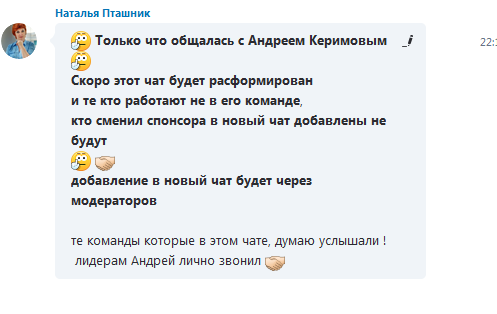 Наталья Пташник
Только что общалась с Андреем Керимовым
Скоро этот чат будет расформирован
и те кто работают не в его команде,
кто сменил спонсора в новый чат добавлены не
будут
добавление в новый чат будет через
модераторов
те команды которые в этом чате, думаю услышали !
лидерам Андрей лично звонил